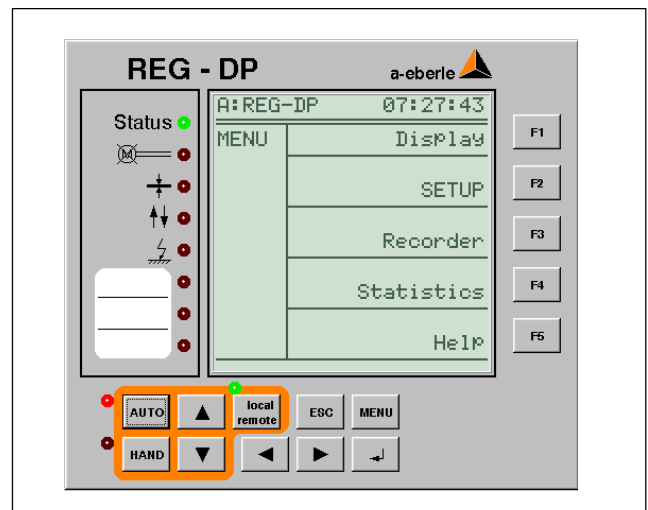 REG - DP
a-eberle
Status
A:REG-DP 07:27:43
MENU
Display
SETUP
Recorder
Statistics
Help
F1
F2
F3
F4
F5
AUTO
local
remote
ESC
MENU
HAND